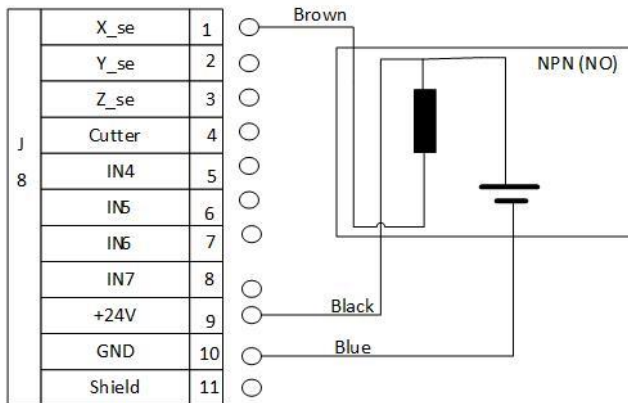 Brown
X_se 1
Y_se 2
NPN (NO)
Z_se 3
Cutter 4
J 8
IN4 5
IN5 6
IN6 7
IN7 8
+24V 9
Black
GND 10
Blue
Shield 11